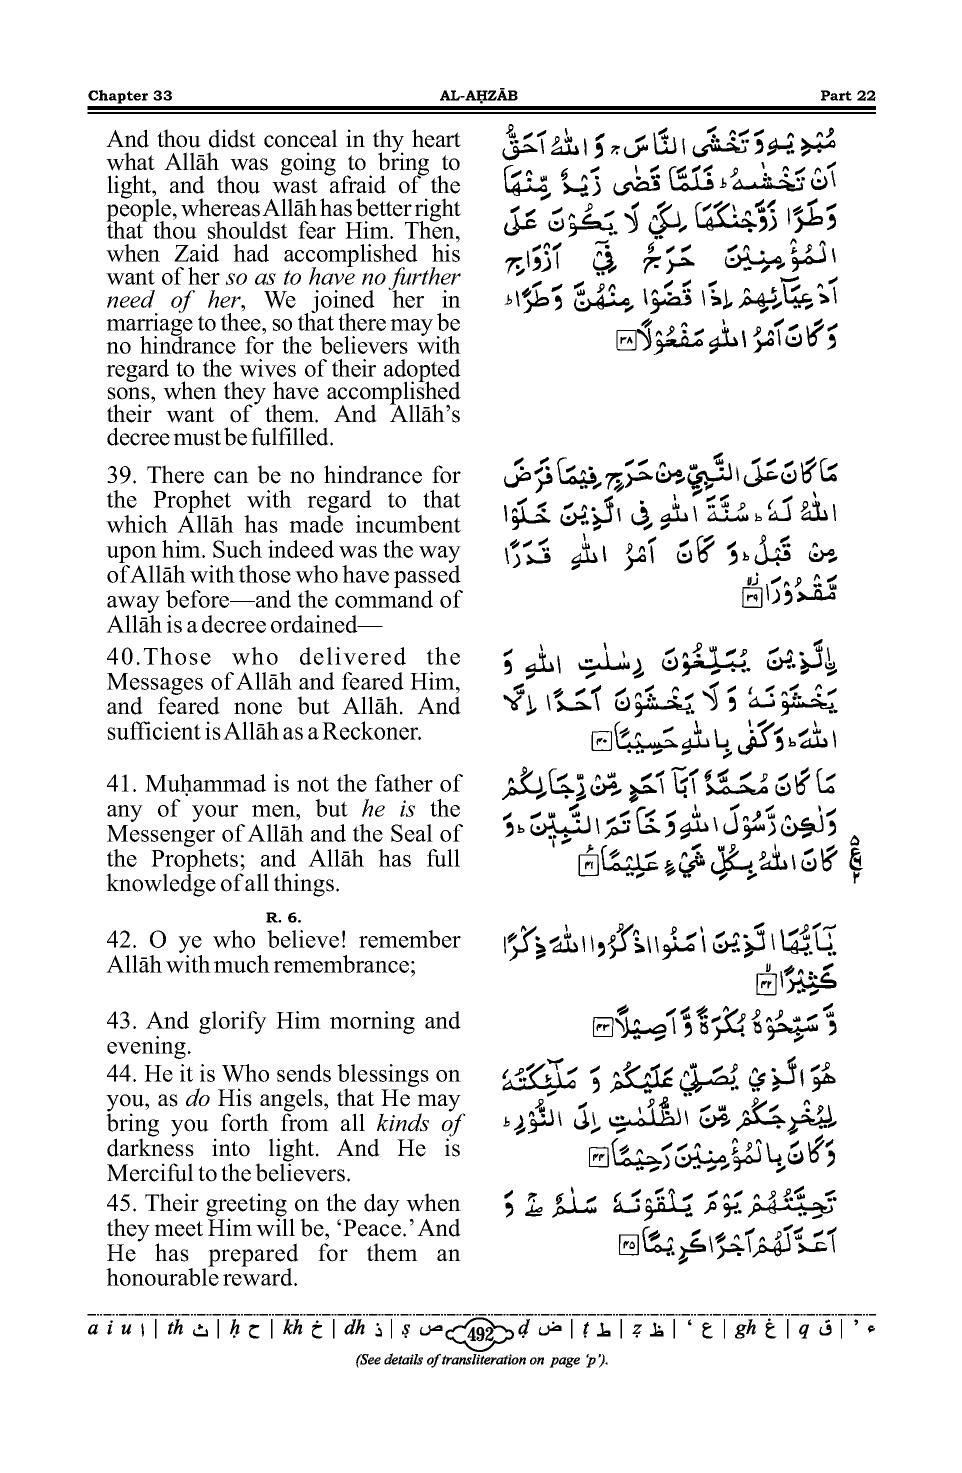 Chapter 33 AL-AḤZĀB Part 22
And thou didst conceal in thy heart
what Allāh was going to bring to
light, and thou wast afraid of the
people, whereas Allāh has better right
that thou shouldst fear Him. Then,
when Zaid had accomplished his
want of her so as to have no further
need of her, We joined her in
marriage to thee, so that there may be
no hindrance for the believers with
regard to the wives of their adopted
sons, when they have accomplished
their want of them. And Allāh’s
decree must be fulfilled.
مُبْدِيْهِ وَ تَخْشَى النَّاسَ ۚ وَ اللّٰهُ اَحَقُّ
اَنْ تَخْشٰىهُ ؕ فَلَمَّا قَضٰى زَيْدٌ مِّنْهَا
وَطَرًا زَوَّجْنٰكَهَا لِكَيْ لَا يَكُوْنَ عَلَى
الْمُؤْمِنِيْنَ حَرَجٌ فِيْۤ اَزْوَاجِ
اَدْعِيَآئِهِمْ اِذَا قَضَوْا مِنْهُنَّ وَطَرًا ؕ
وَ كَانَ اَمْرُ اللّٰهِ مَفْعُوْلًا ۳۸
39. There can be no hindrance for
the Prophet with regard to that
which Allāh has made incumbent
upon him. Such indeed was the way
of Allāh with those who have passed
away before—and the command of
Allāh is a decree ordained—
مَا كَانَ عَلَى النَّبِيِّ مِنْ حَرَجٍ فِيْمَا فَرَضَ
اللّٰهُ لَهٗ ؕ سُنَّةَ اللّٰهِ فِى الَّذِيْنَ خَلَوْا
مِنْ قَبْلُ ؕ وَ كَانَ اَمْرُ اللّٰهِ قَدَرًا
مَّقْدُوْرَا ۙ۳۹
40.Those who delivered the
Messages of Allāh and feared Him,
and feared none but Allāh. And
sufficient is Allāh as a Reckoner.
اِلَّذِيْنَ يُبَلِّغُوْنَ رِسٰلٰتِ اللّٰهِ وَ
يَخْشَوْنَهٗ وَ لَا يَخْشَوْنَ اَحَدًا اِلَّا
اللّٰهَ ؕ وَ كَفٰى بِاللّٰهِ حَسِيْبًا ۴۰
41. Muḥammad is not the father of
any of your men, but he is the
Messenger of Allāh and the Seal of
the Prophets; and Allāh has full
knowledge of all things.
مَا كَانَ مُحَمَّدٌ اَبَآ اَحَدٍ مِّنْ رِّجَالِكُمْ
وَلٰكِنْ رَّسُوْلَ اللّٰهِ وَ خَاتَمَ النَّبِيّٖنَ ؕ وَ
كَانَ اللّٰهُ بِكُلِّ شَيْءٍ عَلِيْمًا ۴۱
R. 6.
42. O ye who believe! remember
Allāh with much remembrance;
يٰۤاَيُّهَا الَّذِيْنَ اٰمَنُوا اذْكُرُوا اللّٰهَ ذِكْرًا
كَثِيْرًا ۙ۴۲
43. And glorify Him morning and
evening.
وَّ سَبِّحُوْهُ بُكْرَةً وَّ اَصِيْلًا ۴۳
44. He it is Who sends blessings on
you, as do His angels, that He may
bring you forth from all kinds of
darkness into light. And He is
Merciful to the believers.
هُوَ الَّذِيْ يُصَلِّيْ عَلَيْكُمْ وَ مَلٰٓئِكَتُهٗ
لِيُخْرِجَكُمْ مِّنَ الظُّلُمٰتِ اِلَى النُّوْرِ ؕ
وَ كَانَ بِالْمُؤْمِنِيْنَ رَحِيْمًا ۴۴
45. Their greeting on the day when
they meet Him will be, ‘Peace.’ And
He has prepared for them an
honourable reward.
تَحِيَّتُهُمْ يَوْمَ يَلْقَوْنَهٗ سَلٰمٌ ۖۚ وَ
اَعَدَّ لَهُمْ اَجْرًا كَرِيْمًا ۴۵
a i u ا | th ث | ḥ ح | kh خ | dh ذ | ṣ ص 492 ḍ ض | ṭ ط | ẓ ظ | ‘ ع | gh غ | q ق | ’ ء
(See details of transliteration on page ‘p’).